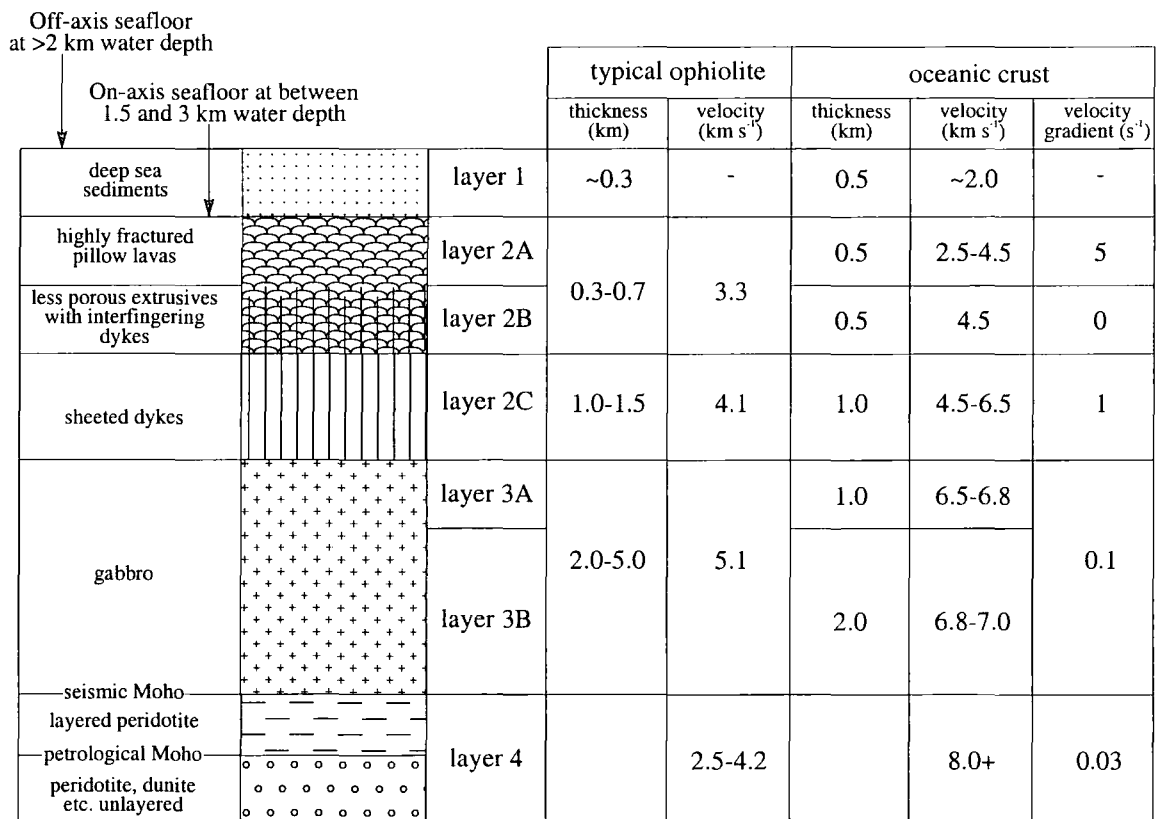 Off-axis seafloor
at >2 km water depth
On-axis seafloor at between
1.5 and 3 km water depth
typical ophiolite
oceanic crust
thickness
(km)
velocity
(km s⁻¹)
thickness
(km)
velocity
(km s⁻¹)
velocity
gradient (s⁻¹)
deep sea
sediments
layer 1
~0.3
-
0.5
~2.0
-
highly fractured
pillow lavas
layer 2A
0.5
2.5-4.5
5
less porous extrusives
with interfingering
dykes
layer 2B
0.3-0.7
3.3
0.5
4.5
0
sheeted dykes
layer 2C
1.0-1.5
4.1
1.0
4.5-6.5
1
gabbro
layer 3A
1.0
6.5-6.8
2.0-5.0
5.1
0.1
layer 3B
2.0
6.8-7.0
seismic Moho
layered peridotite
petrological Moho
peridotite, dunite
etc. unlayered
layer 4
2.5-4.2
8.0+
0.03